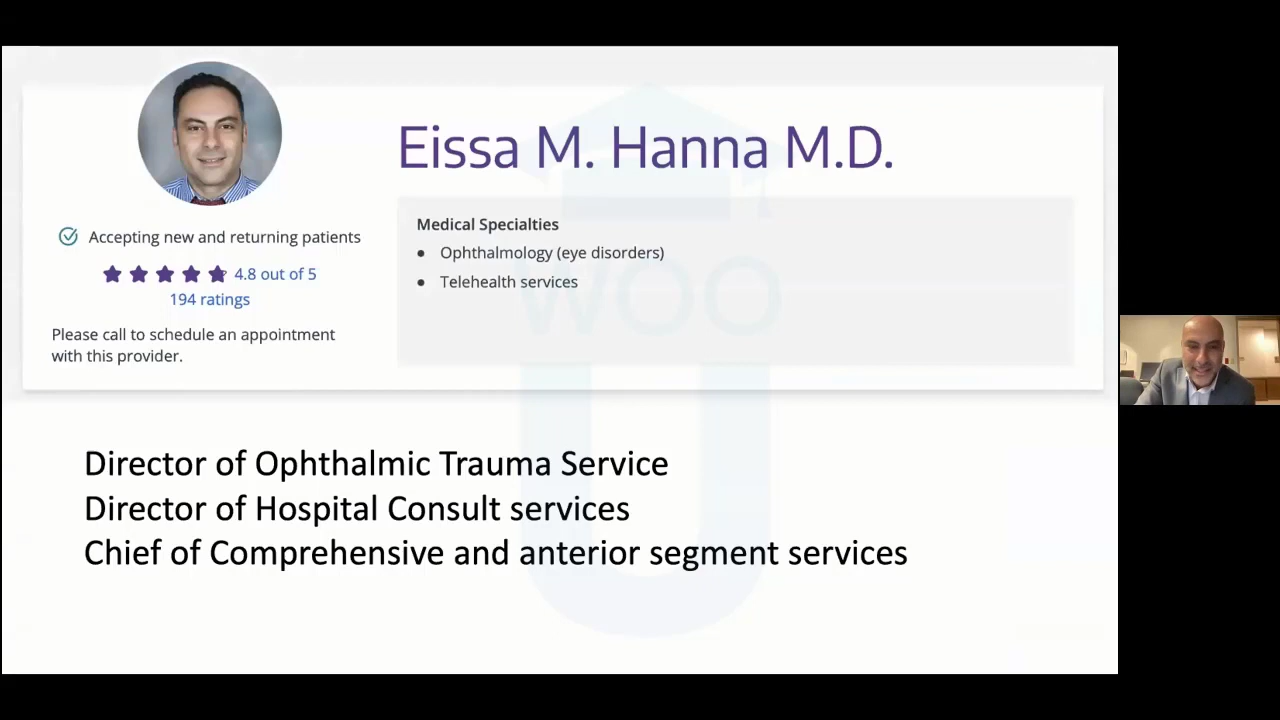 Eissa M. Hanna M.D.
Accepting new and returning patients
4.8 out of 5
194 ratings
Please call to schedule an appointment
with this provider.
Medical Specialties
• Ophthalmology (eye disorders)
• Telehealth services
WOO
Director of Ophthalmic Trauma Service
Director of Hospital Consult services
Chief of Comprehensive and anterior segment services